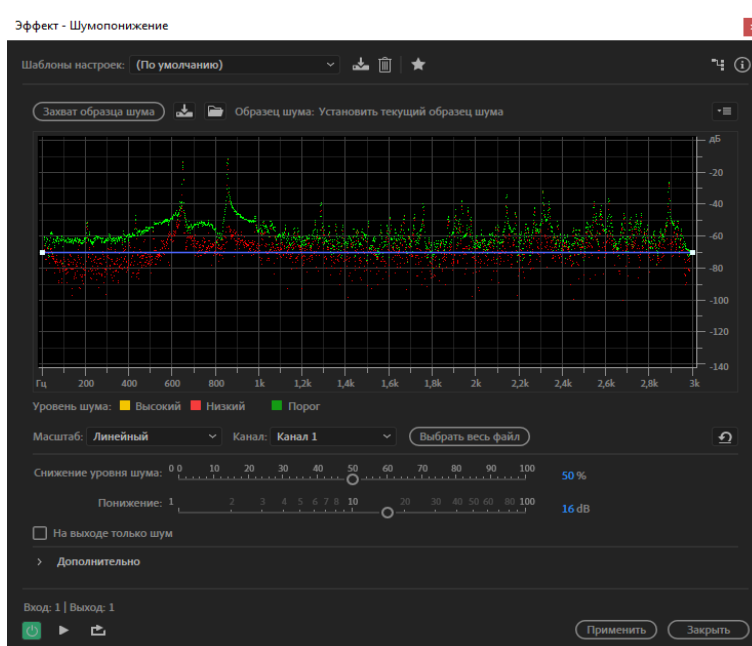 Эффект - Шумопонижение
Шаблоны настроек: (По умолчанию)
Захват образца шума Образец шума: Установить текущий образец шума
дБ
-20
-40
-60
-80
-100
-120
-140
Гц 200 400 600 800 1k 1,2k 1,4k 1,6k 1,8k 2k 2,2k 2,4k 2,6k 2,8k 3k
Уровень шума: Высокий Низкий Порог
Масштаб: Линейный Канал: Канал 1 Выбрать весь файл
Снижение уровня шума: 0 0 10 20 30 40 50 60 70 80 90 100 50 %
Понижение: 1 2 3 4 5 6 7 8 10 20 30 40 50 60 80 100 16 dB
На выходе только шум
Дополнительно
Вход: 1 | Выход: 1
Применить Закрыть